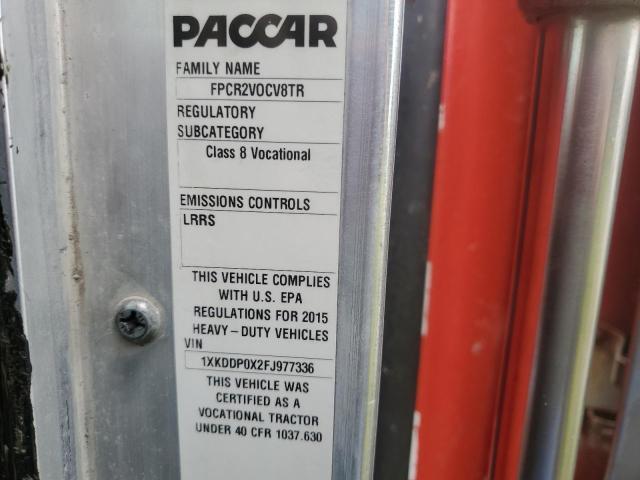 PACCAR
FAMILY NAME
FPCR2VOCV8TR
REGULATORY
SUBCATEGORY
Class 8 Vocational
EMISSIONS CONTROLS
LRRS
THIS VEHICLE COMPLIES
WITH U.S. EPA
REGULATIONS FOR 2015
HEAVY-DUTY VEHICLES
VIN
1XKDDP0X2FJ977336
THIS VEHICLE WAS
CERTIFIED AS A
VOCATIONAL TRACTOR
UNDER 40 CFR 1037.630